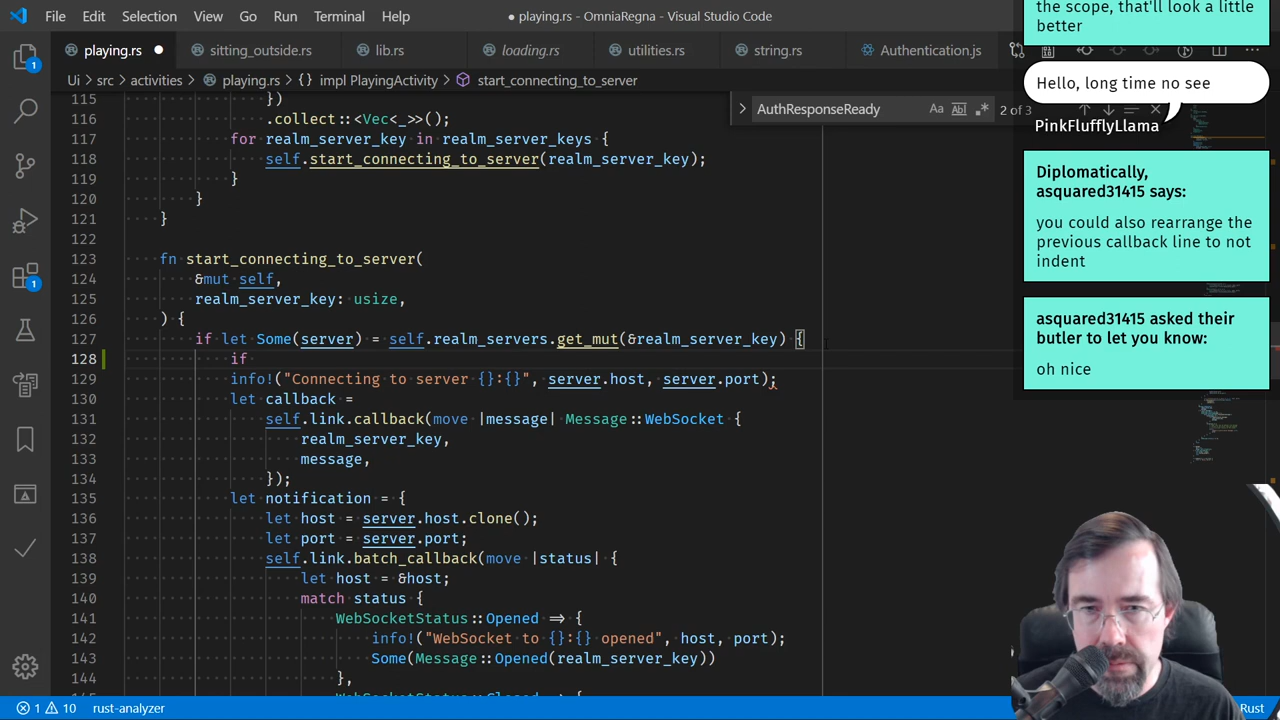 File Edit Selection View Go Run Terminal Help
● playing.rs - OmniaRegna - Visual Studio Code
playing.rs ● sitting_outside.rs lib.rs loading.rs utilities.rs string.rs Authentication.js
Ui > src > activities > playing.rs > {} impl PlayingActivity > start_connecting_to_server
AuthResponseReady Aa ab 2 of 3
115 })
116 .collect::<Vec<_>>();
117 for realm_server_key in realm_server_keys {
118 self.start_connecting_to_server(realm_server_key);
119 }
120 }
121 }
122
123 fn start_connecting_to_server(
124 &mut self,
125 realm_server_key: usize,
126 ) {
127 if let Some(server) = self.realm_servers.get_mut(&realm_server_key) {
128 if
129 info!("Connecting to server {}:{}", server.host, server.port);
130 let callback =
131 self.link.callback(move |message| Message::WebSocket {
132 realm_server_key,
133 message,
134 });
135 let notification = {
136 let host = server.host.clone();
137 let port = server.port;
138 self.link.batch_callback(move |status| {
139 let host = &host;
140 match status {
141 WebSocketStatus::Opened => {
142 info!("WebSocket to {}:{} opened", host, port);
143 Some(Message::Opened(realm_server_key))
144 },
the scope, that'll look a little
better
Hello, long time no see
PinkFlufflyLlama
Diplomatically,
asquared31415 says:
you could also rearrange the
previous callback line to not
indent
asquared31415 asked their
butler to let you know:
oh nice
1
1
1 10 rust-analyzer
Rust